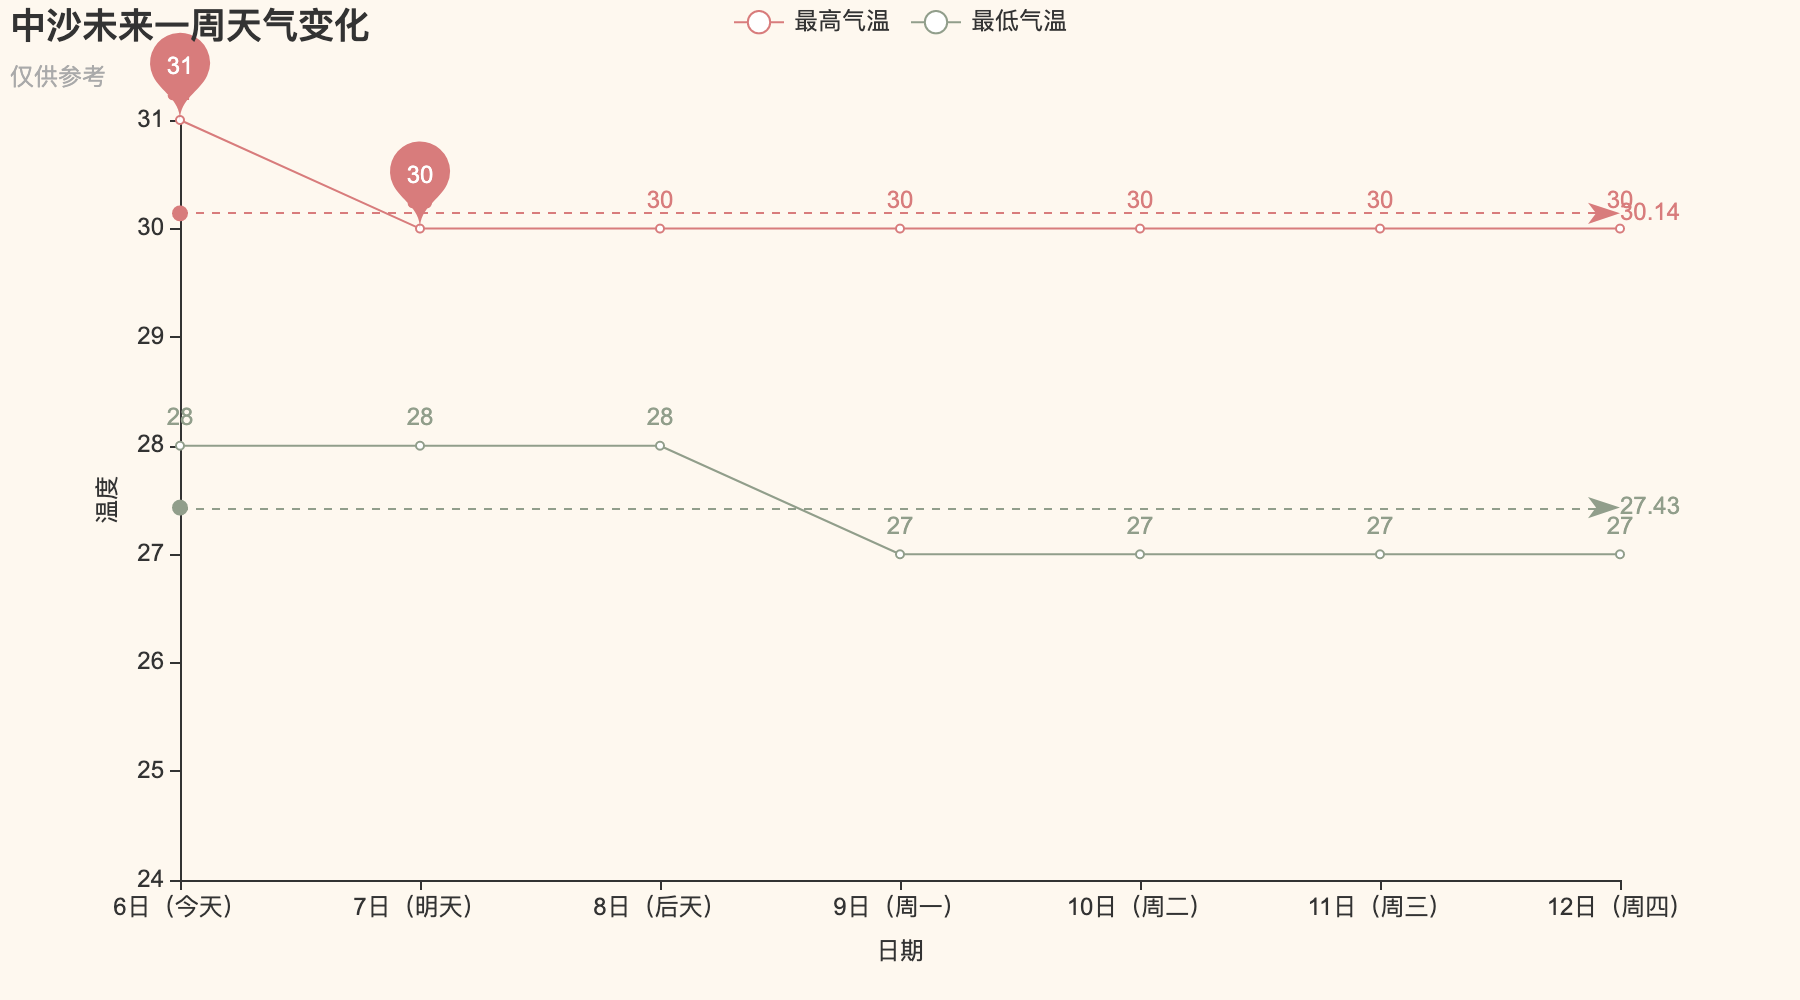 中沙未来一周天气变化
仅供参考
最高气温
最低气温
31
30
30
30
30
30
30
30.14
28
28
28
27
27
27
27
27.43
31
30
29
28
27
26
25
24
温度
6日（今天）
7日（明天）
8日（后天）
9日（周一）
10日（周二）
11日（周三）
12日（周四）
日期